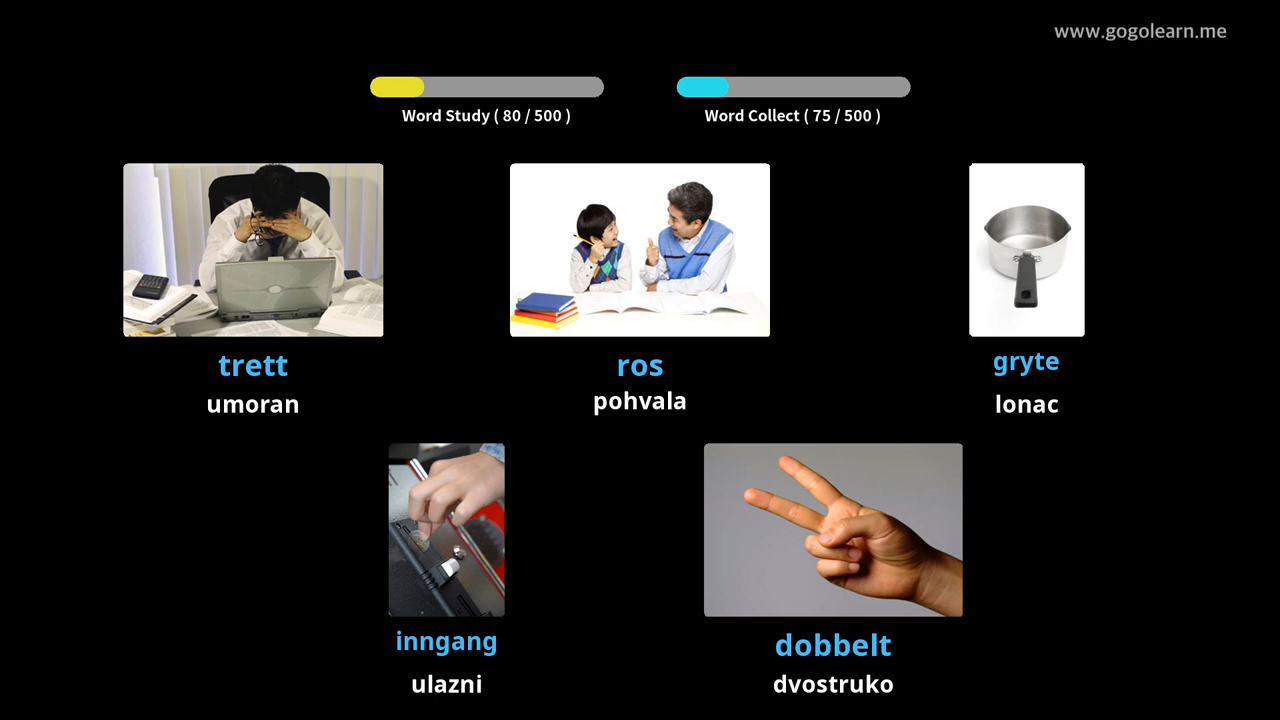 www.gogolearn.me
Word Study ( 80 / 500 )
Word Collect ( 75 / 500 )
trett
umoran
ros
pohvala
gryte
lonac
inngang
ulazni
dobbelt
dvostruko